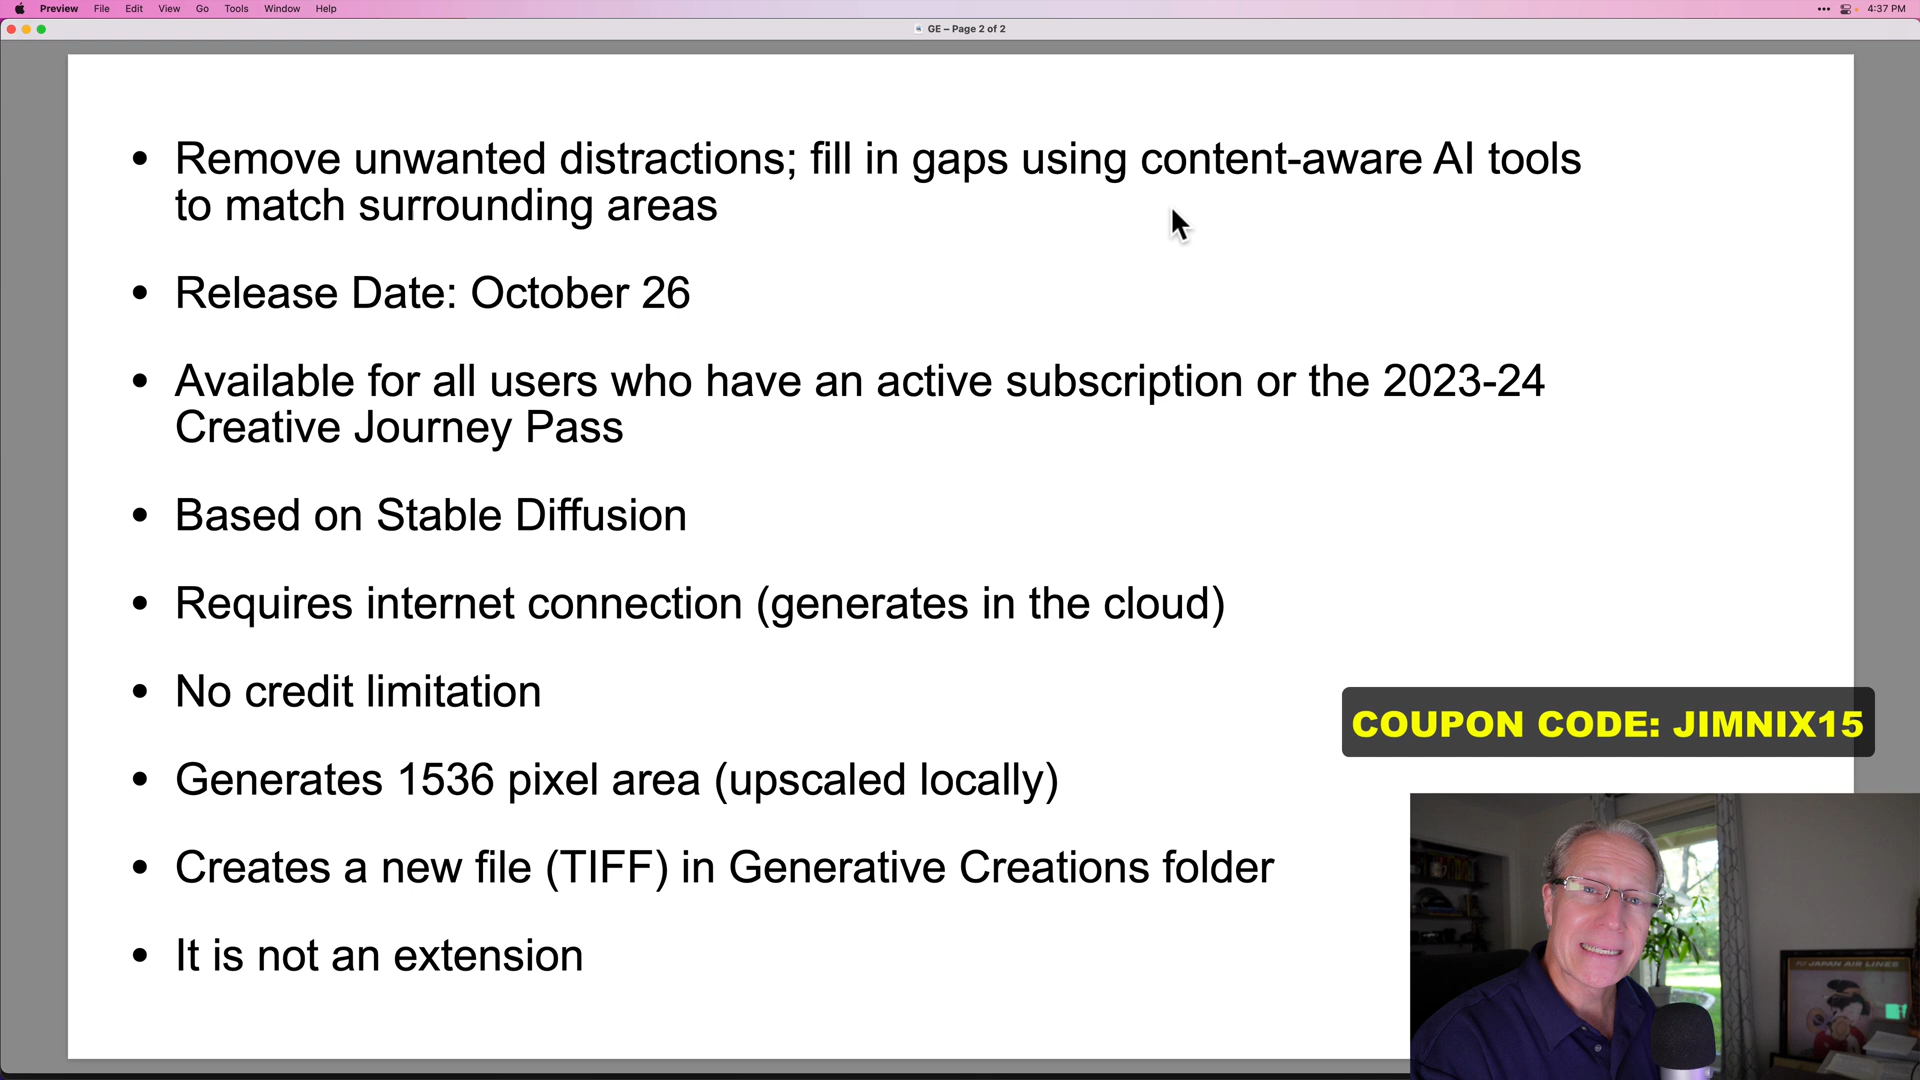 Preview File Edit View Go Tools Window Help
4:37 PM
GE – Page 2 of 2
• Remove unwanted distractions; fill in gaps using content-aware AI tools
to match surrounding areas
• Release Date: October 26
• Available for all users who have an active subscription or the 2023-24
Creative Journey Pass
• Based on Stable Diffusion
• Requires internet connection (generates in the cloud)
• No credit limitation
• Generates 1536 pixel area (upscaled locally)
• Creates a new file (TIFF) in Generative Creations folder
• It is not an extension
COUPON CODE: JIMNIX15
JAPAN AIR LINES